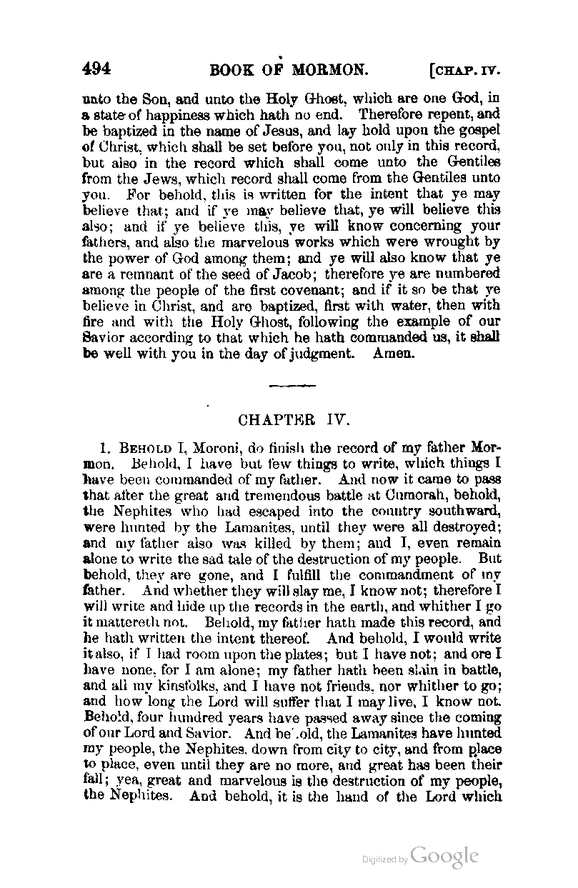 494 BOOK OF MORMON. [CHAP. IV.
unto the Son, and unto the Holy Ghost, which are one God, in
a state of happiness which hath no end. Therefore repent, and
be baptized in the name of Jesus, and lay hold upon the gospel
of Christ, which shall be set before you, not only in this record,
but also in the record which shall come unto the Gentiles
from the Jews, which record shall come from the Gentiles unto
you. For behold, this is written for the intent that ye may
believe that; and if ye may believe that, ye will believe this
also; and if ye believe this, ye will know concerning your
fathers, and also the marvelous works which were wrought by
the power of God among them; and ye will also know that ye
are a remnant of the seed of Jacob; therefore ye are numbered
among the people of the first covenant; and if it so be that ye
believe in Christ, and are baptized, first with water, then with
fire and with the Holy Ghost, following the example of our
Savior according to that which he hath commanded us, it shall
be well with you in the day of judgment. Amen.
CHAPTER IV.
1. BEHOLD I, Moroni, do finish the record of my father Mor-
mon. Behold, I have but few things to write, which things I
have been commanded of my father. And now it came to pass
that after the great and tremendous battle at Cumorah, behold,
the Nephites who had escaped into the country southward,
were hunted by the Lamanites, until they were all destroyed;
and my father also was killed by them; and I, even remain
alone to write the sad tale of the destruction of my people. But
behold, they are gone, and I fulfill the commandment of my
father. And whether they will slay me, I know not; therefore I
will write and hide up the records in the earth, and whither I go
it mattereth not. Behold, my father hath made this record, and
he hath written the intent thereof. And behold, I would write
it also, if I had room upon the plates; but I have not; and ore I
have none, for I am alone; my father hath been slain in battle,
and all my kinsfolks, and I have not friends, nor whither to go;
and how long the Lord will suffer that I may live, I know not.
Behold, four hundred years have passed away since the coming
of our Lord and Savior. And be .old, the Lamanites have hunted
my people, the Nephites, down from city to city, and from place
to place, even until they are no more, and great has been their
fall; yea, great and marvelous is the destruction of my people,
the Nephites. And behold, it is the hand of the Lord which
Digitized by Google